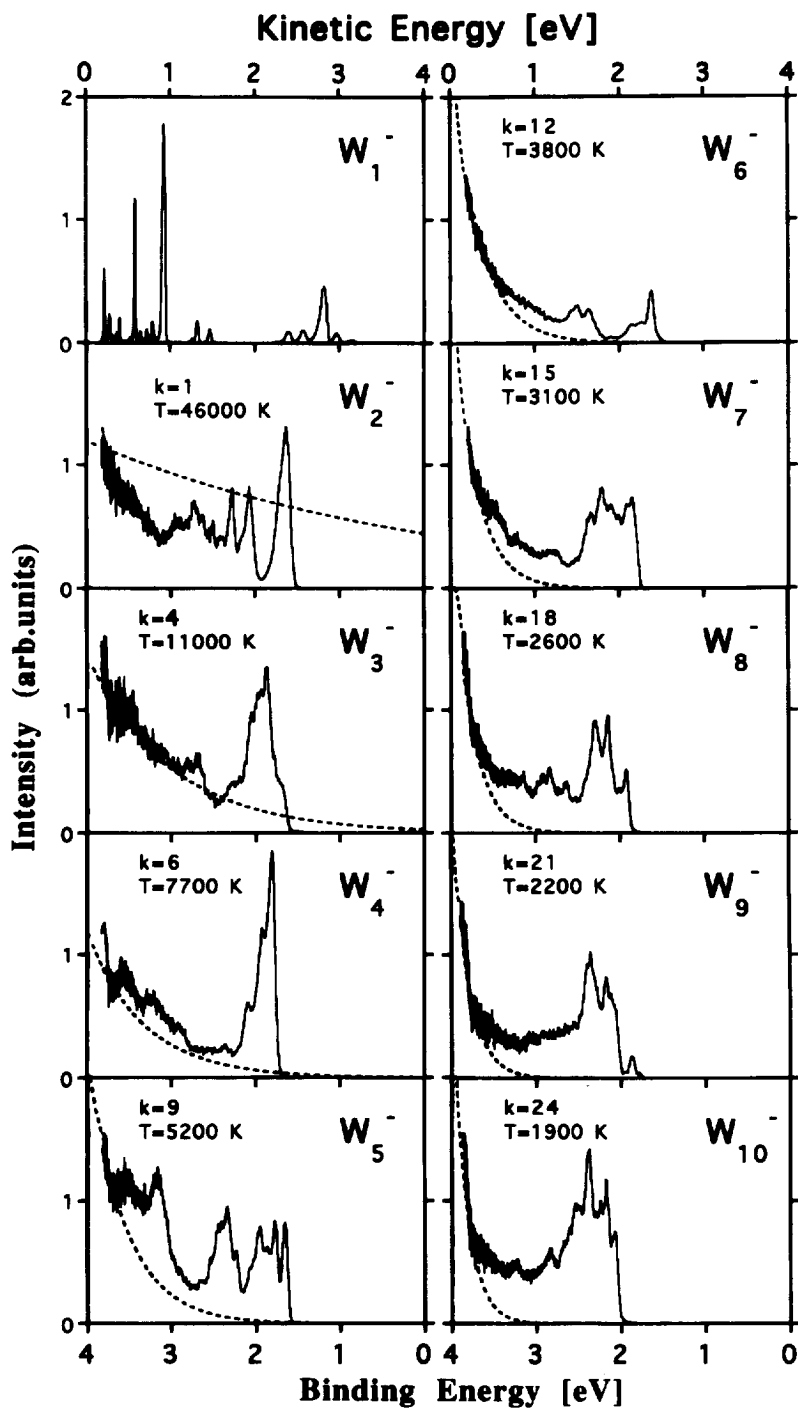 Kinetic Energy [eV]
0 1 2 3 4 0 1 2 3 4
Intensity (arb.units)
2
1
0
W1-
k=12
T=3800 K
W6-
1
0
k=1
T=46000 K
W2-
k=15
T=3100 K
W7-
1
0
k=4
T=11000 K
W3-
k=18
T=2600 K
W8-
1
0
k=6
T=7700 K
W4-
k=21
T=2200 K
W9-
1
0
k=9
T=5200 K
W5-
k=24
T=1900 K
W10-
4 3 2 1 0 4 3 2 1 0
Binding Energy [eV]